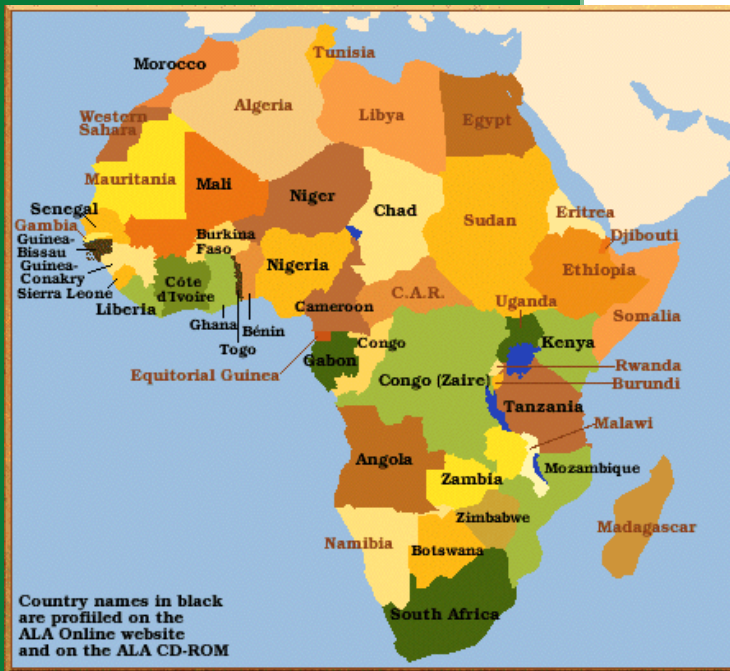 Tunisia
Morocco
Algeria
Libya
Egypt
Western
Sahara
Mauritania
Mali
Niger
Chad
Sudan
Eritrea
Djibouti
Senegal
Gambia
Guinea-
Bissau
Guinea-
Conakry
Sierra Leone
Liberia
Burkina
Faso
Côte
d'Ivoire
Ghana
Togo
Bénin
Nigeria
Cameroon
C.A.R.
Ethiopia
Somalia
Uganda
Kenya
Equitorial Guinea
Gabon
Congo
Congo (Zaire)
Rwanda
Burundi
Tanzania
Malawi
Angola
Zambia
Mozambique
Zimbabwe
Madagascar
Namibia
Botswana
South Africa
Country names in black
are profiiled on the
ALA Online website
and on the ALA CD-ROM